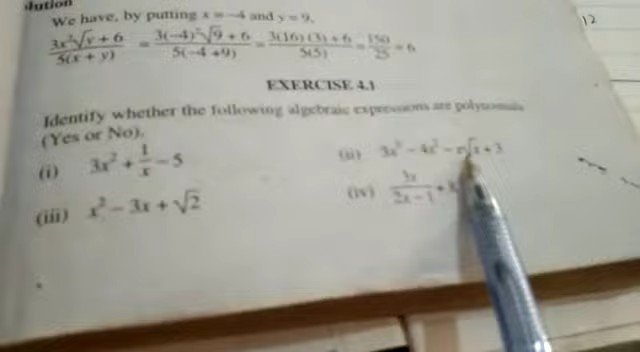 lution
We have, by putting x = -4 and y = 9,
3x²√y + 6 / 5(x + y) = 3(-4)²√9 + 6 / 5(-4 + 9) = 3(16)(3) + 6 / 5(5) = 150 / 25 = 6
EXERCISE 4.1
Identify whether the following algebraic expressions are polynomials
(Yes or No).
(i) 3x² + 1/x - 5
(ii) 3x³ - 4x² - x√x + 3
(iii) x² - 3x + √2
(iv) 3x / 2x - 1 +
12